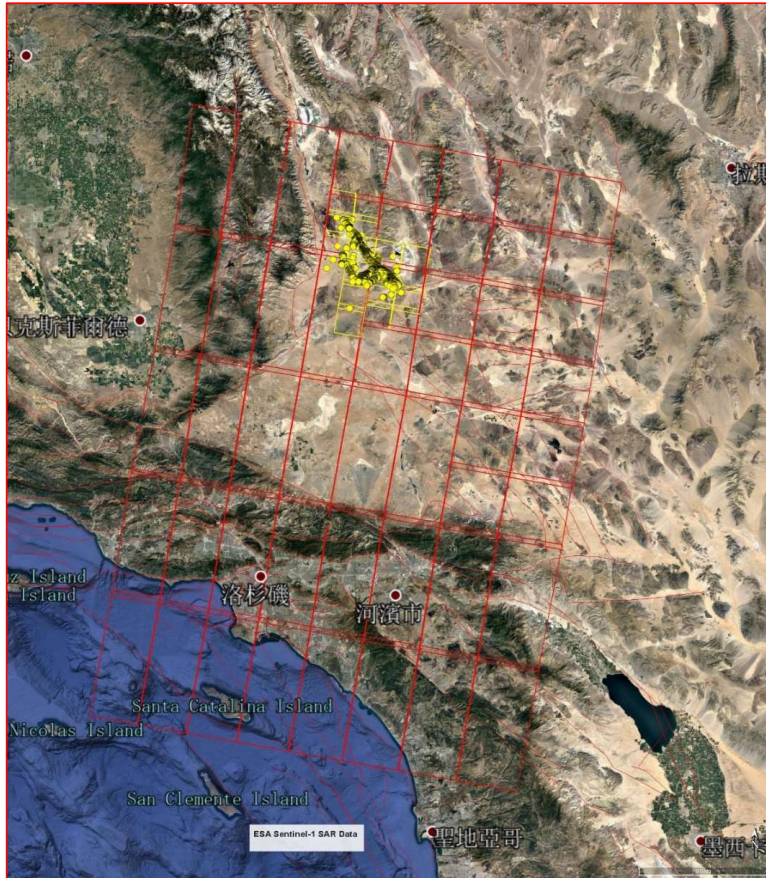 拉斯
克斯菲爾德
z Island
Island
洛杉磯
河濱市
Santa Catalina Island
Nicolas Island
San Clemente Island
ESA Sentinel-1 SAR Data
聖地亞哥
墨西卡